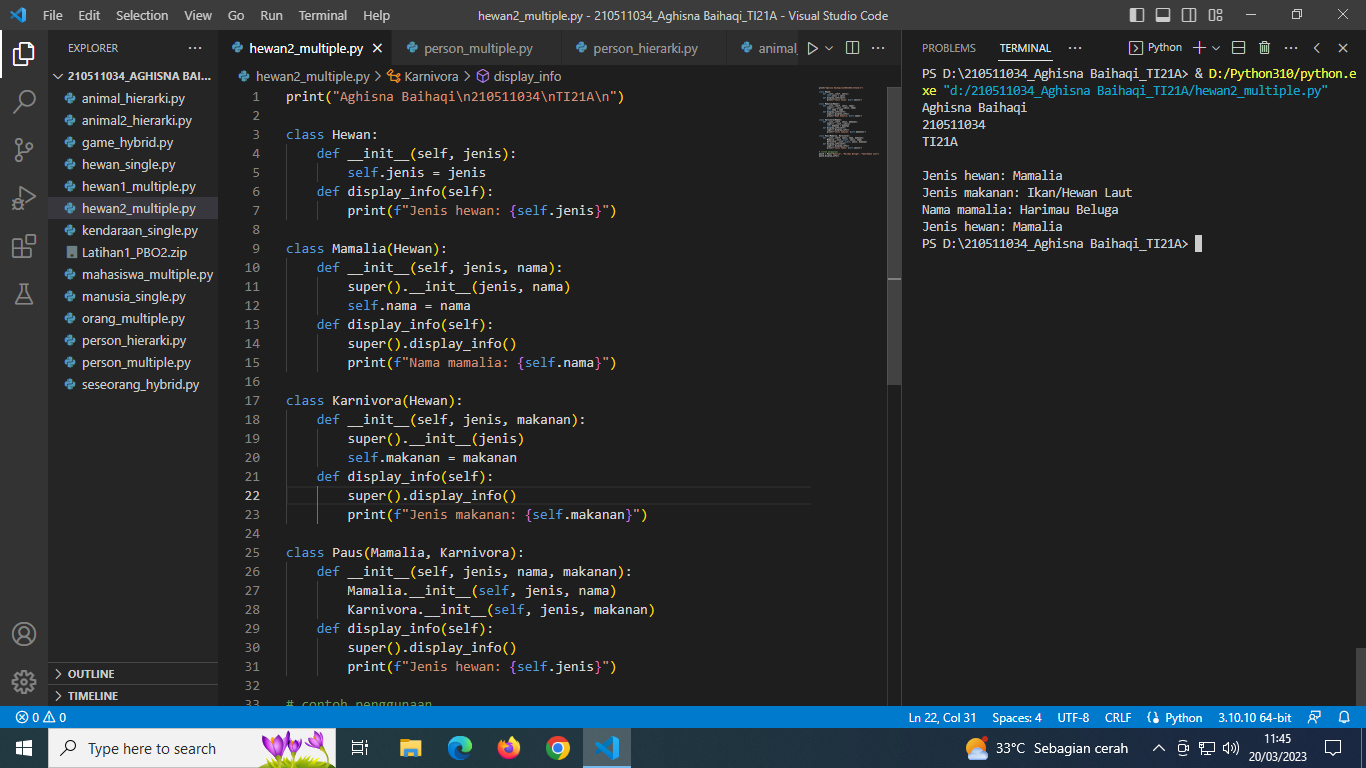 File Edit Selection View Go Run Terminal Help
hewan2_multiple.py - 210511034_Aghisna Baihaqi_TI21A - Visual Studio Code
EXPLORER
210511034_AGHISNA BAI...
animal_hierarki.py
animal2_hierarki.py
game_hybrid.py
hewan_single.py
hewan1_multiple.py
hewan2_multiple.py
kendaraan_single.py
Latihan1_PBO2.zip
mahasiswa_multiple.py
manusia_single.py
orang_multiple.py
person_hierarki.py
person_multiple.py
seseorang_hybrid.py
OUTLINE
TIMELINE
hewan2_multiple.py person_multiple.py person_hierarki.py animal
hewan2_multiple.py > Karnivora > display_info
1 print("Aghisna Baihaqi\n210511034\nTI21A\n")
2
3 class Hewan:
4     def __init__(self, jenis):
5         self.jenis = jenis
6     def display_info(self):
7         print(f"Jenis hewan: {self.jenis}")
8
9 class Mamalia(Hewan):
10     def __init__(self, jenis, nama):
11         super().__init__(jenis, nama)
12         self.nama = nama
13     def display_info(self):
14         super().display_info()
15         print(f"Nama mamalia: {self.nama}")
16
17 class Karnivora(Hewan):
18     def __init__(self, jenis, makanan):
19         super().__init__(jenis)
20         self.makanan = makanan
21     def display_info(self):
22         super().display_info()
23         print(f"Jenis makanan: {self.makanan}")
24
25 class Paus(Mamalia, Karnivora):
26     def __init__(self, jenis, nama, makanan):
27         Mamalia.__init__(self, jenis, nama)
28         Karnivora.__init__(self, jenis, makanan)
29     def display_info(self):
30         super().display_info()
31         print(f"Jenis hewan: {self.jenis}")
32
33 # contoh penggunaan
PROBLEMS TERMINAL Python
PS D:\210511034_Aghisna Baihaqi_TI21A> & D:/Python310/python.e
xe "d:/210511034_Aghisna Baihaqi_TI21A/hewan2_multiple.py"
Aghisna Baihaqi
210511034
TI21A
Jenis hewan: Mamalia
Jenis makanan: Ikan/Hewan Laut
Nama mamalia: Harimau Beluga
Jenis hewan: Mamalia
PS D:\210511034_Aghisna Baihaqi_TI21A>
0 0
Ln 22, Col 31 Spaces: 4 UTF-8 CRLF Python 3.10.10 64-bit
Type here to search
33°C Sebagian cerah
11:45
20/03/2023